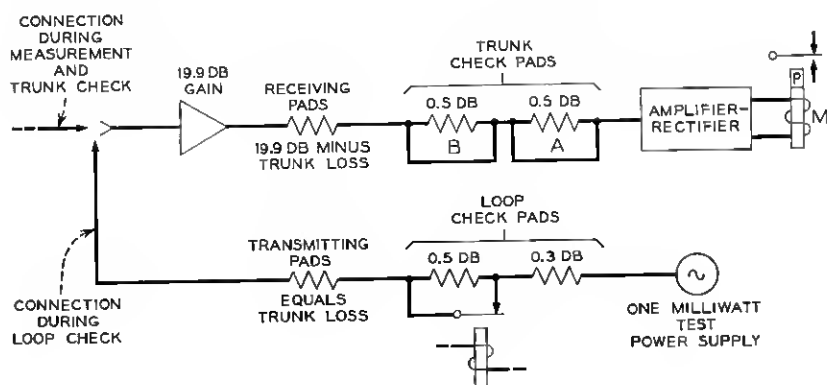 CONNECTION
DURING
MEASUREMENT
AND
TRUNK CHECK
19.9 DB
GAIN
RECEIVING
PADS
19.9 DB MINUS
TRUNK LOSS
TRUNK
CHECK PADS
0.5 DB
B
0.5 DB
A
AMPLIFIER-
RECTIFIER
P
M
CONNECTION
DURING
LOOP CHECK
TRANSMITTING
PADS
EQUALS
TRUNK LOSS
LOOP
CHECK PADS
0.5 DB
0.3 DB
ONE MILLIWATT
TEST
POWER SUPPLY